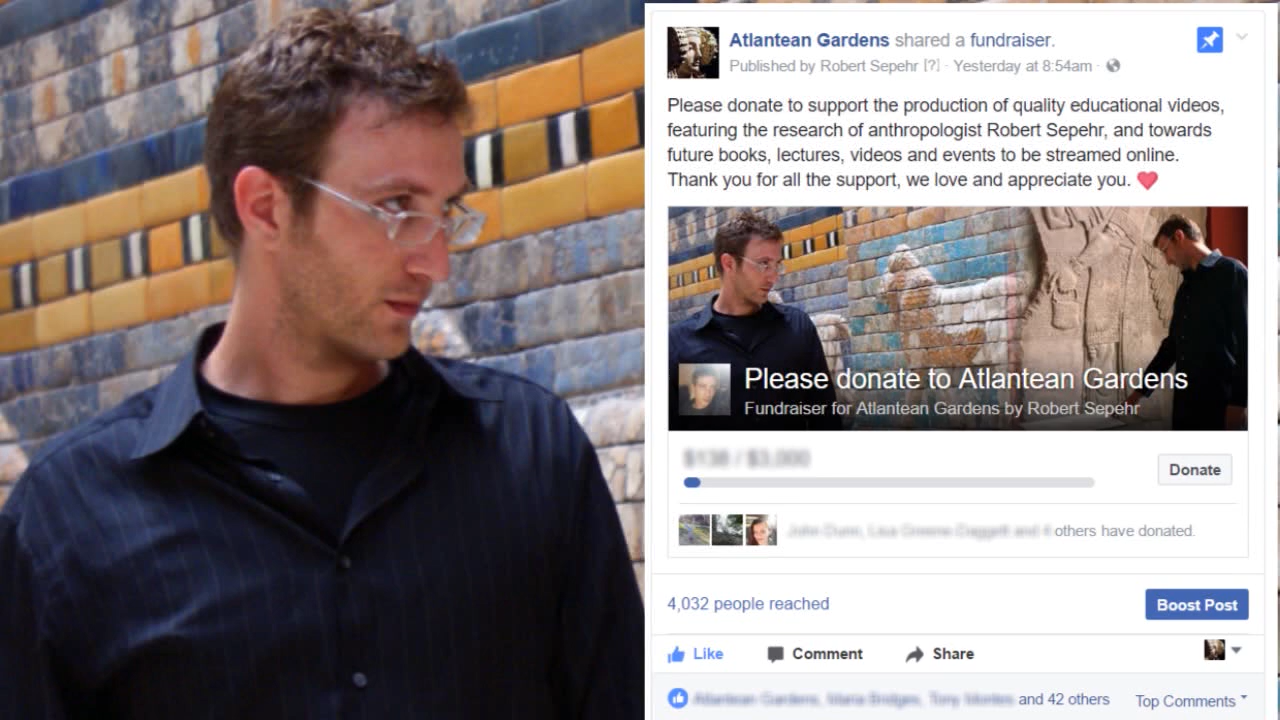 Atlantean Gardens shared a fundraiser.
Published by Robert Sepehr [?] · Yesterday at 8:54am ·
Please donate to support the production of quality educational videos,
featuring the research of anthropologist Robert Sepehr, and towards
future books, lectures, videos and events to be streamed online.
Thank you for all the support, we love and appreciate you. ❤️
Please donate to Atlantean Gardens
Fundraiser for Atlantean Gardens by Robert Sepehr
Donate
others have donated.
4,032 people reached
Boost Post
Like Comment Share
and 42 others Top Comments